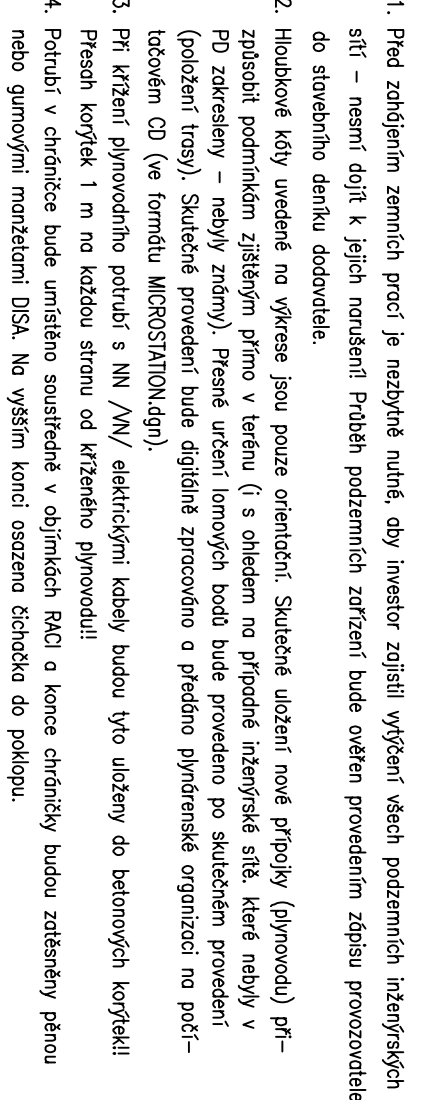 1. Před zahájením zemních prací je nezbytně nutné, aby investor zajistil vytýčení všech podzemních inženýrských
sítí – nesmí dojít k jejich narušení! Průběh podzemních zařízení bude ověřen provedením zápisu provozovatele
do stavebního deníku dodavatele.
2. Hloubkové kóty uvedené na výkrese jsou pouze orientační. Skutečné uložení nové přípojky (plynovodu) při–
způsobit podmínkám zjištěným přímo v terénu (i s ohledem na případné inženýrské sítě. které nebyly v
PD zakresleny – nebyly známy). Přesné určení lomových bodů bude provedeno po skutečném provedení
(položení trasy). Skutečné provedení bude digitálně zpracováno a předáno plynárenské organizaci na počí–
tačovém CD (ve formátu MICROSTATION.dgn).
3. Při křížení plynovodního potrubí s NN /VN/ elektrickými kabely budou tyto uloženy do betonových korýtek!!
Přesah korýtek 1 m na každou stranu od kříženého plynovodu!!
4. Potrubí v chráničce bude umístěno soustředně v objímkách RACI a konce chráničky budou zatěsněny pěnou
nebo gumovými manžetami DISA. Na vyšším konci osazena čichačka do poklopu.